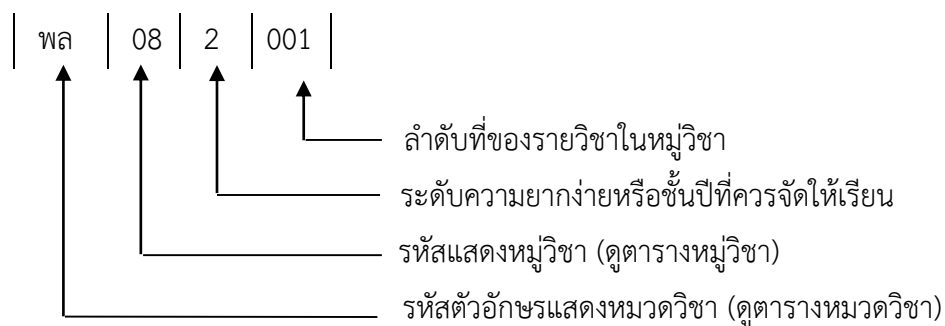 พล 08 2 001
ลำดับที่ของรายวิชาในหมู่วิชา
ระดับความยากง่ายหรือชั้นปีที่ควรจัดให้เรียน
รหัสแสดงหมู่วิชา (ดูตารางหมู่วิชา)
รหัสตัวอักษรแสดงหมวดวิชา (ดูตารางหมวดวิชา)